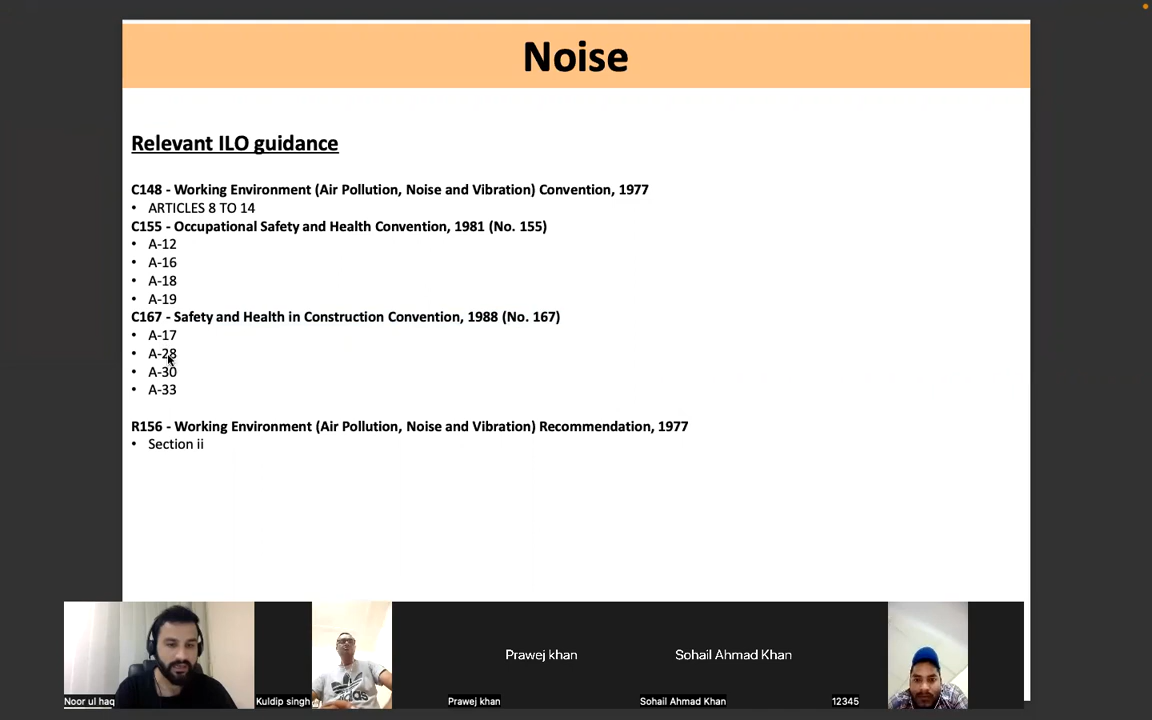 Noise
Relevant ILO guidance
C148 - Working Environment (Air Pollution, Noise and Vibration) Convention, 1977
• ARTICLES 8 TO 14
C155 - Occupational Safety and Health Convention, 1981 (No. 155)
• A-12
• A-16
• A-18
• A-19
C167 - Safety and Health in Construction Convention, 1988 (No. 167)
• A-17
• A-28
• A-30
• A-33
R156 - Working Environment (Air Pollution, Noise and Vibration) Recommendation, 1977
• Section ii
Prawej khan
Sohail Ahmad Khan
adidas
Noor ul haq
Kuldip singh
Prawej khan
Sohail Ahmad Khan
12345